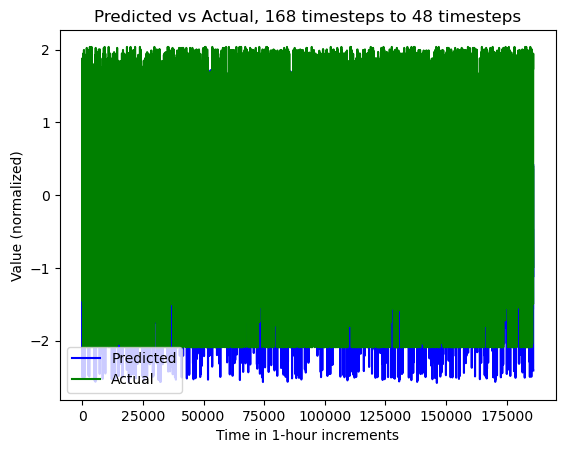 Predicted vs Actual, 168 timesteps to 48 timesteps
Value (normalized)
2
1
0
−1
−2
Predicted
Actual
0 25000 50000 75000 100000 125000 150000 175000
Time in 1-hour increments